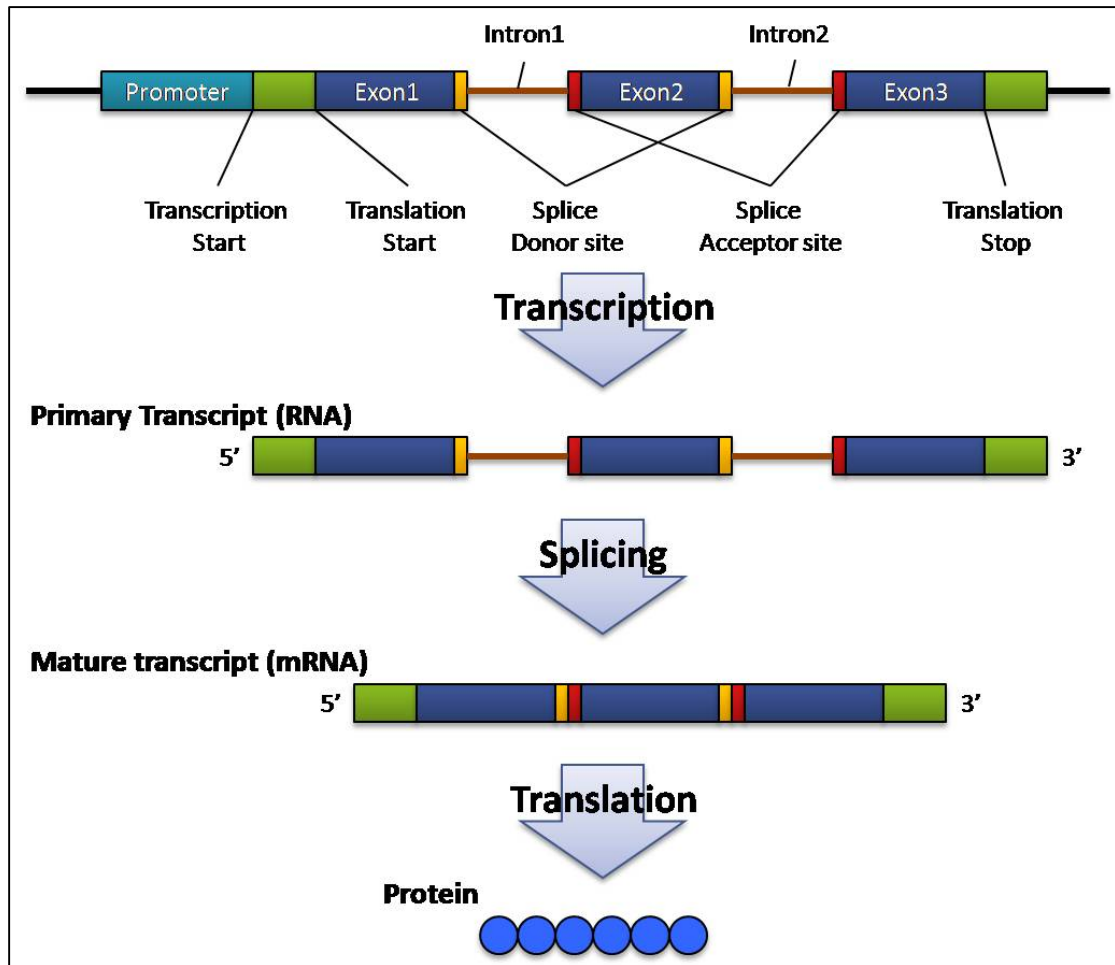 Intron1
Intron2
Promoter
Exon1
Exon2
Exon3
Transcription
Start
Translation
Start
Splice
Donor site
Splice
Acceptor site
Translation
Stop
Transcription
Primary Transcript (RNA)
5’
3’
Splicing
Mature transcript (mRNA)
5’
3’
Translation
Protein